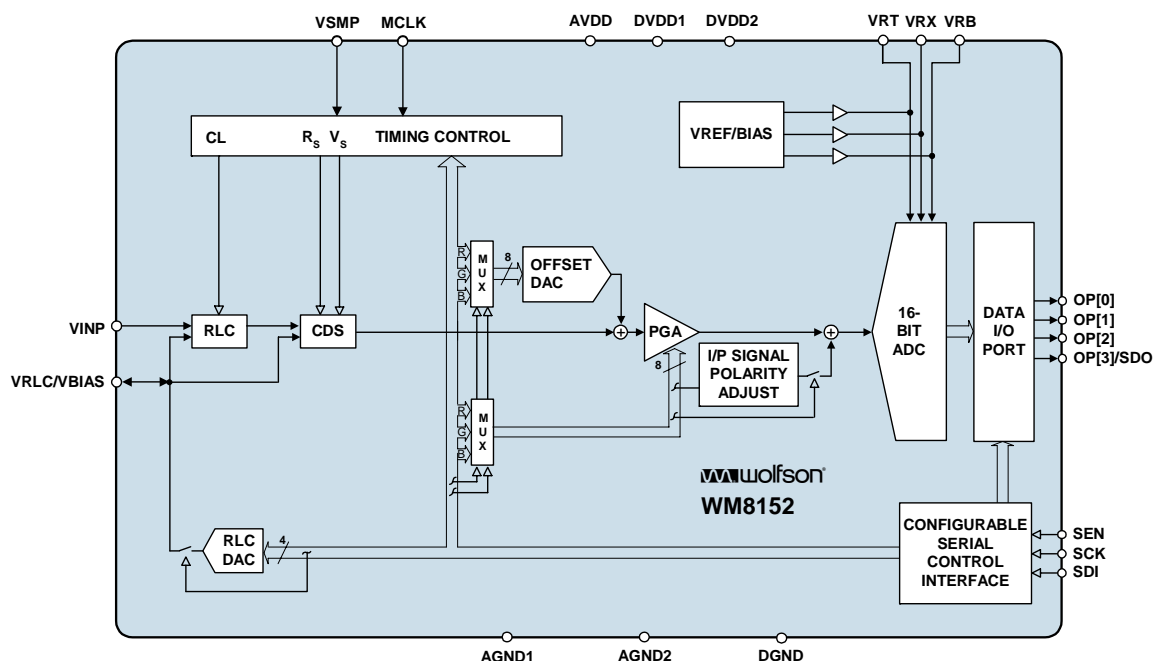 VSMP MCLK AVDD DVDD1 DVDD2 VRT VRX VRB
CL RS VS TIMING CONTROL
VREF/BIAS
R
G
B
MUX
8
OFFSET
DAC
VINP
RLC
CDS
PGA
8
I/P SIGNAL
POLARITY
ADJUST
16-
BIT
ADC
DATA
I/O
PORT
OP[0]
OP[1]
OP[2]
OP[3]/SDO
VRLC/VBIAS
R
G
B
MUX
wolfson
WM8152
RLC
DAC
4
CONFIGURABLE
SERIAL
CONTROL
INTERFACE
SEN
SCK
SDI
AGND1 AGND2 DGND